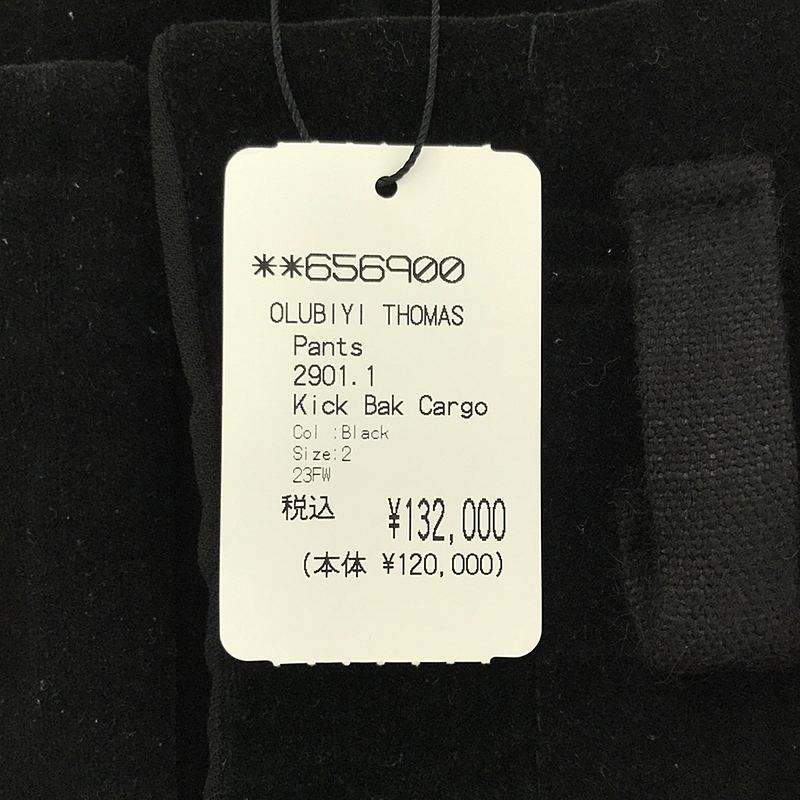 **656900
OLUBIYI THOMAS
Pants
2901.1
Kick Bak Cargo
Col :Black
Size:2
23FW
税込 ¥132,000
(本体 ¥120,000)